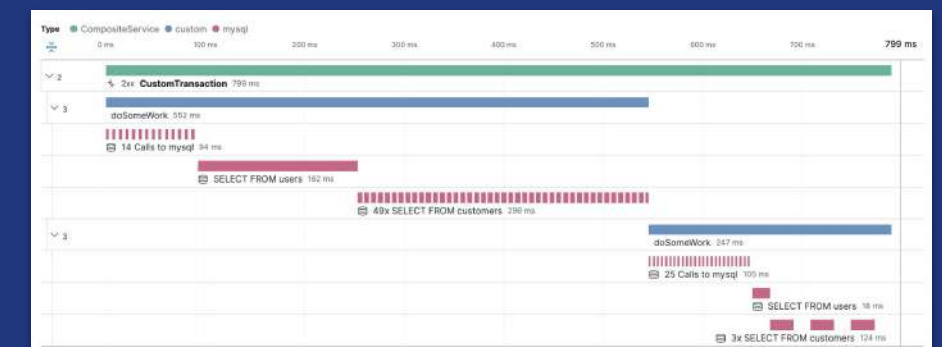 Type CompositeService custom mysql
0 ms 100 ms 200 ms 300 ms 400 ms 500 ms 600 ms 700 ms 799 ms
2
2xx CustomTransaction 799 ms
3
doSomeWork 552 ms
14 Calls to mysql 94 ms
SELECT FROM users 162 ms
49x SELECT FROM customers 296 ms
3
doSomeWork 247 ms
25 Calls to mysql 105 ms
SELECT FROM users 18 ms
3x SELECT FROM customers 124 ms